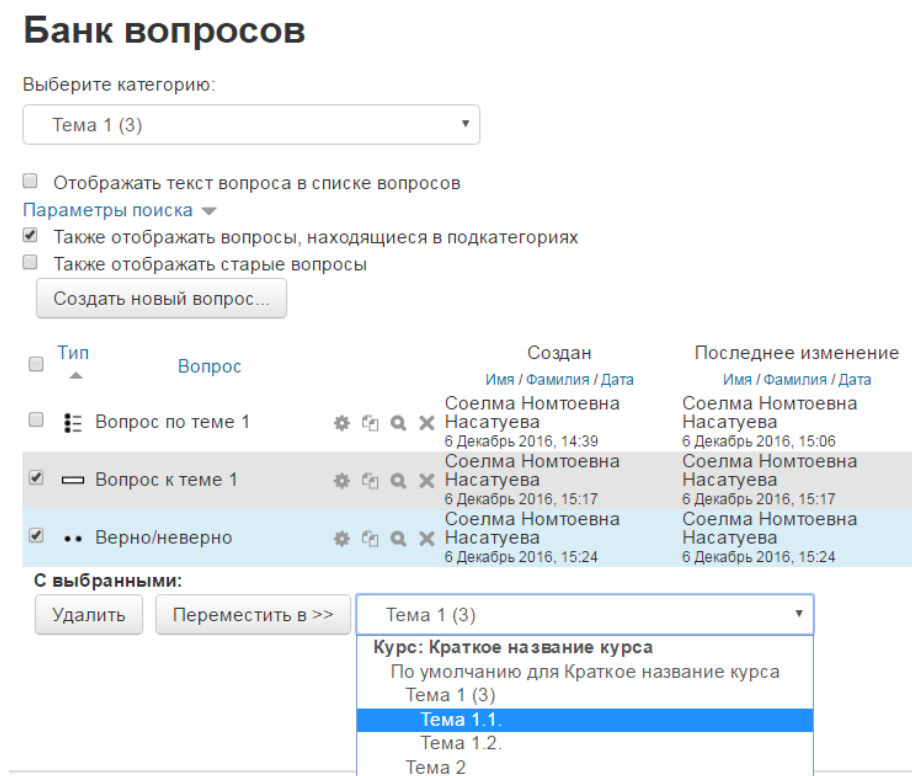 Банк вопросов
Выберите категорию:
Тема 1 (3)
Отображать текст вопроса в списке вопросов
Параметры поиска
Также отображать вопросы, находящиеся в подкатегориях
Также отображать старые вопросы
Создать новый вопрос...
Тип Вопрос Создан Последнее изменение
Имя / Фамилия / Дата Имя / Фамилия / Дата
Вопрос по теме 1 Соелма Номтоевна Насатуева Соелма Номтоевна Насатуева
6 Декабрь 2016, 14:39 6 Декабрь 2016, 15:06
Вопрос к теме 1 Соелма Номтоевна Насатуева Соелма Номтоевна Насатуева
6 Декабрь 2016, 15:17 6 Декабрь 2016, 15:17
Верно/неверно Соелма Номтоевна Насатуева Соелма Номтоевна Насатуева
6 Декабрь 2016, 15:24 6 Декабрь 2016, 15:24
С выбранными:
Удалить Переместить в >> Тема 1 (3)
Курс: Краткое название курса
По умолчанию для Краткое название курса
Тема 1 (3)
Тема 1.1.
Тема 1.2.
Тема 2